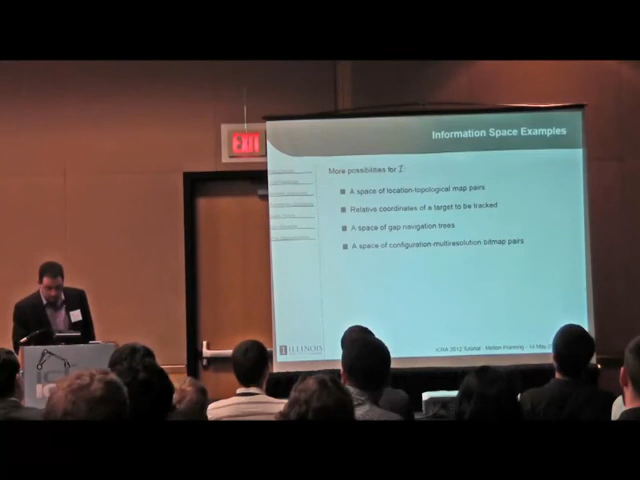 EXIT
Information Space Examples
More possibilities for I:
A space of location-topological map pairs
Relative coordinates of a target to be tracked
A space of gap navigation trees
A space of configuration-multiresolution bitmap pairs
ILLINOIS
ICRA 2012 Tutorial - Motion Planning - 14 May